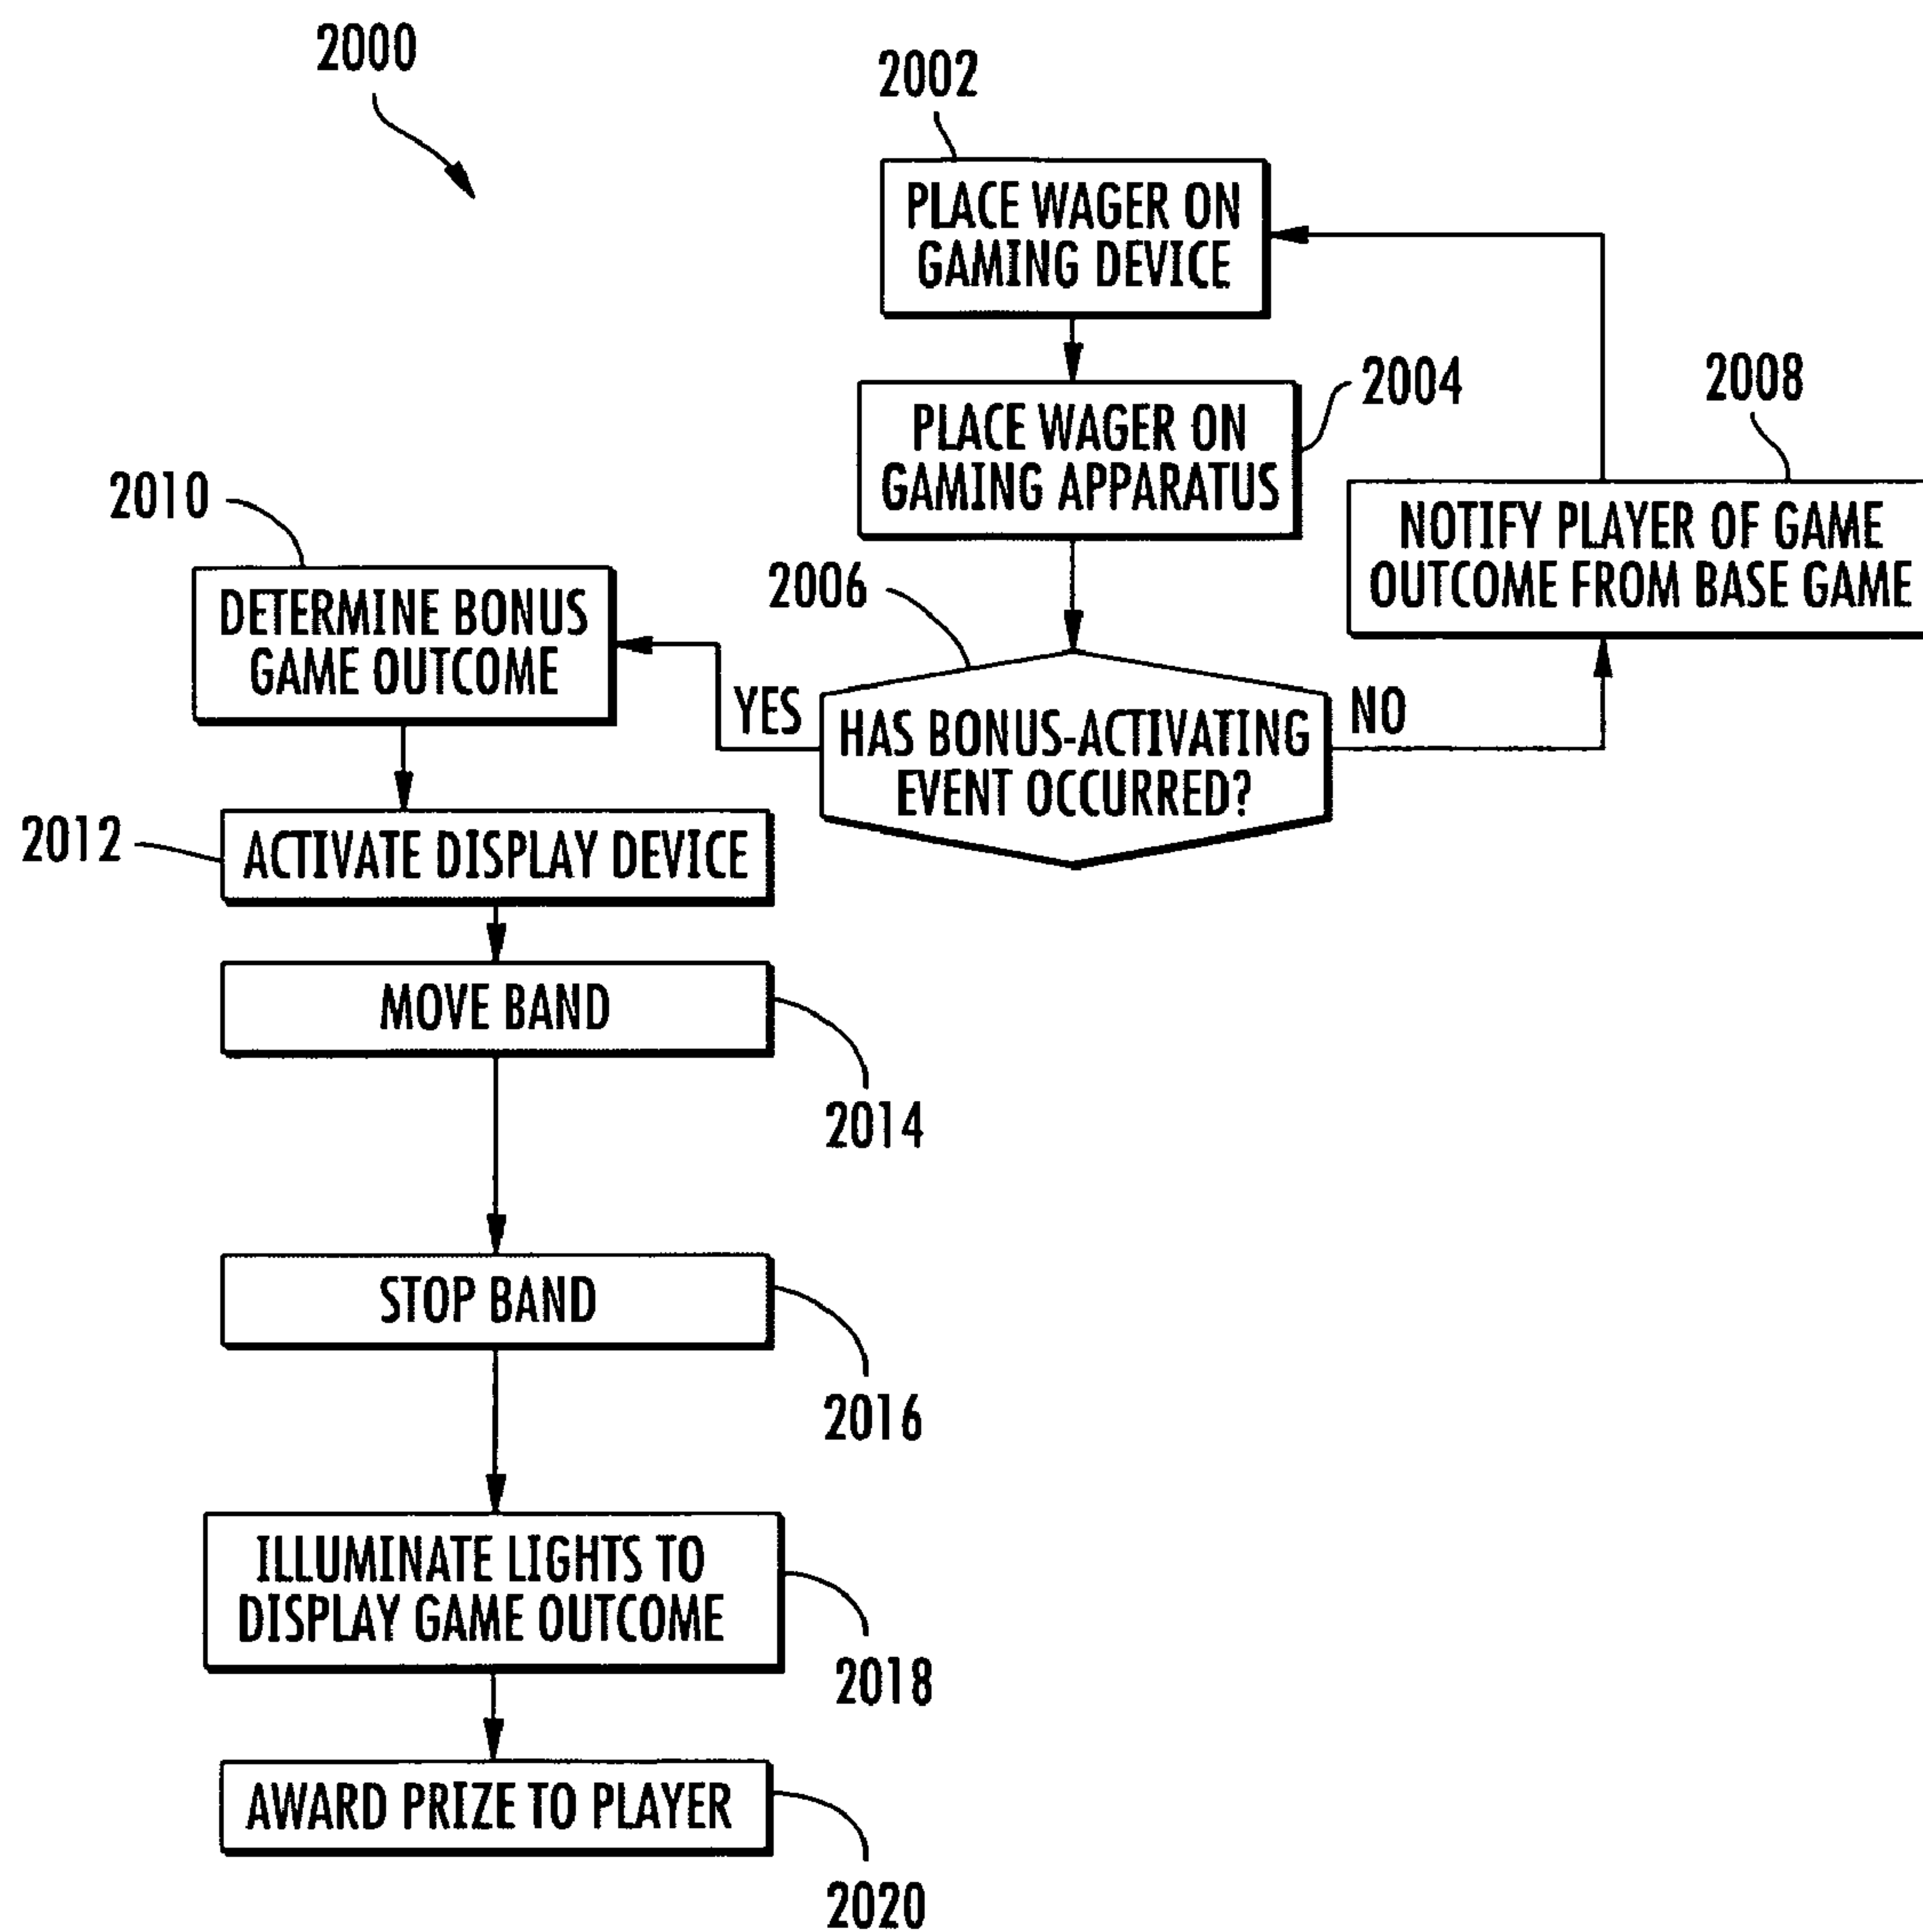 2000
2002
PLACE WAGER ON
GAMING DEVICE
2004
PLACE WAGER ON
GAMING APPARATUS
2008
NOTIFY PLAYER OF GAME
OUTCOME FROM BASE GAME
2006
HAS BONUS-ACTIVATING
EVENT OCCURRED?
YES
NO
2010
DETERMINE BONUS
GAME OUTCOME
2012
ACTIVATE DISPLAY DEVICE
MOVE BAND
2014
STOP BAND
2016
ILLUMINATE LIGHTS TO
DISPLAY GAME OUTCOME
2018
AWARD PRIZE TO PLAYER
2020